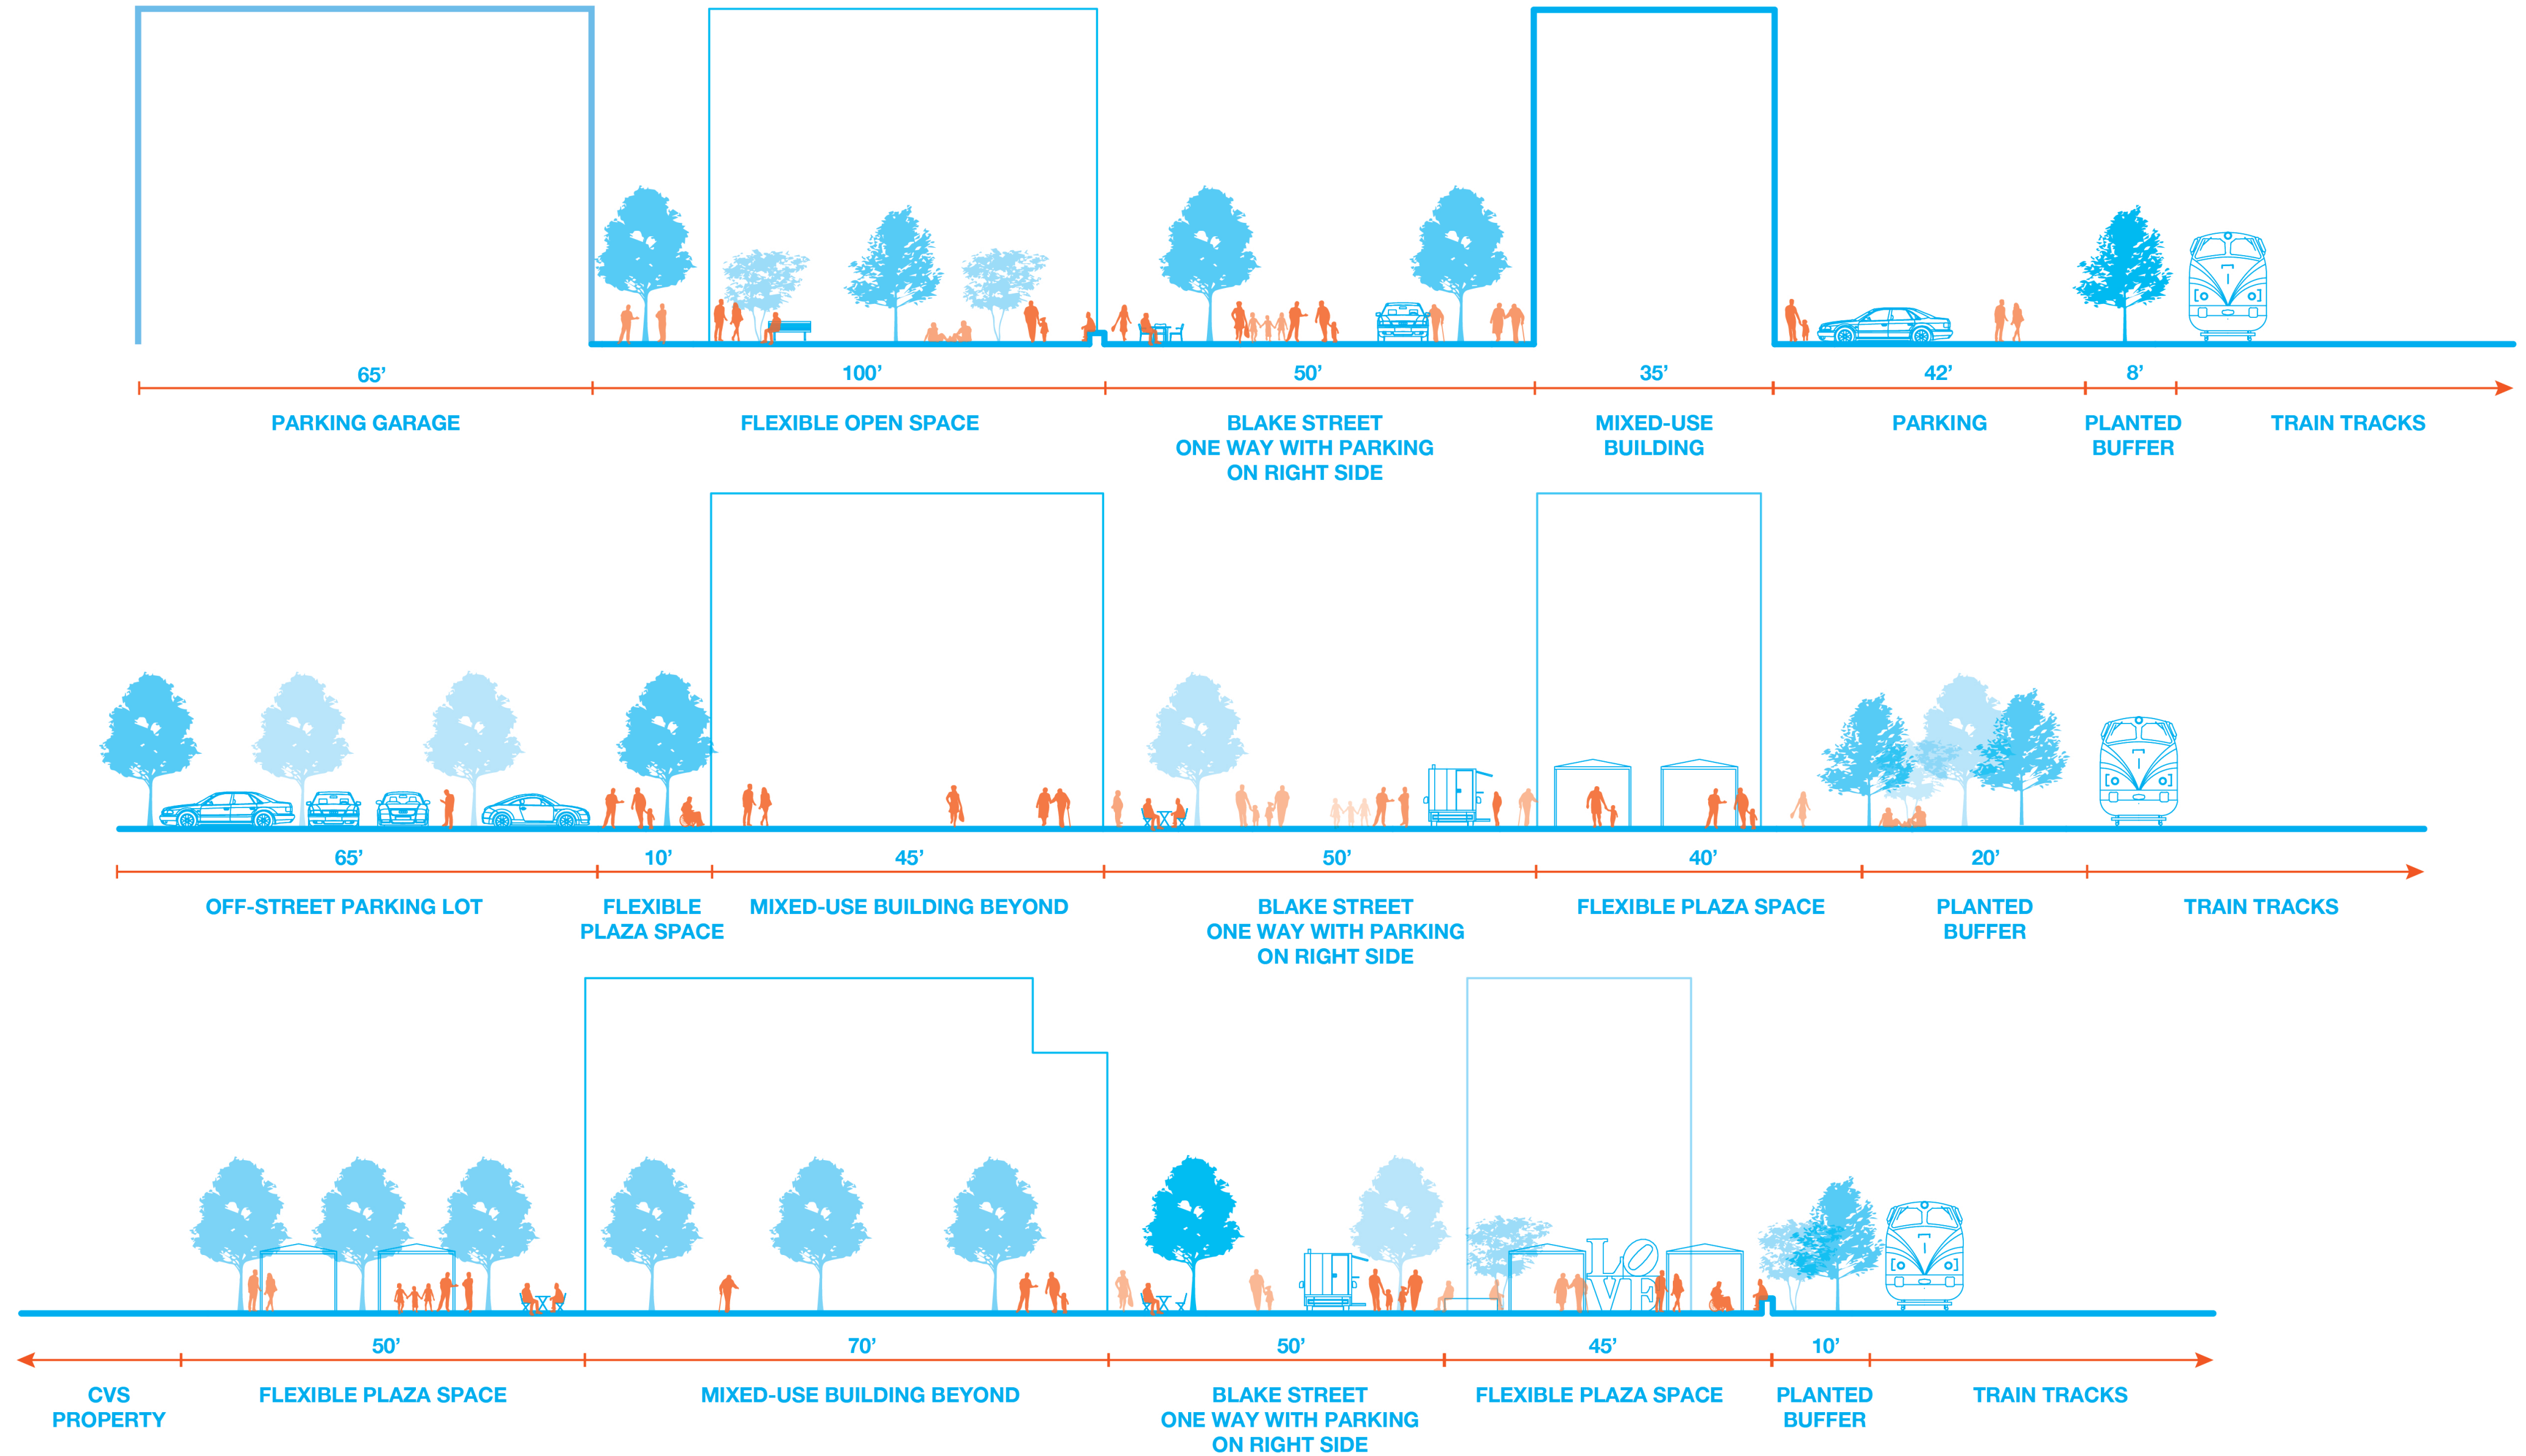 65’ 100’ 50’ 35’ 42’ 8’
PARKING GARAGE
FLEXIBLE OPEN SPACE
BLAKE STREET
ONE WAY WITH PARKING
ON RIGHT SIDE
MIXED-USE
BUILDING
PARKING
PLANTED
BUFFER
TRAIN TRACKS
65’ 10’ 45’ 50’ 40’ 20’
OFF-STREET PARKING LOT
FLEXIBLE
PLAZA SPACE
MIXED-USE BUILDING BEYOND
BLAKE STREET
ONE WAY WITH PARKING
ON RIGHT SIDE
FLEXIBLE PLAZA SPACE
PLANTED
BUFFER
TRAIN TRACKS
LO
VE
50’ 70’ 50’ 45’ 10’
CVS
PROPERTY
FLEXIBLE PLAZA SPACE
MIXED-USE BUILDING BEYOND
BLAKE STREET
ONE WAY WITH PARKING
ON RIGHT SIDE
FLEXIBLE PLAZA SPACE
PLANTED
BUFFER
TRAIN TRACKS